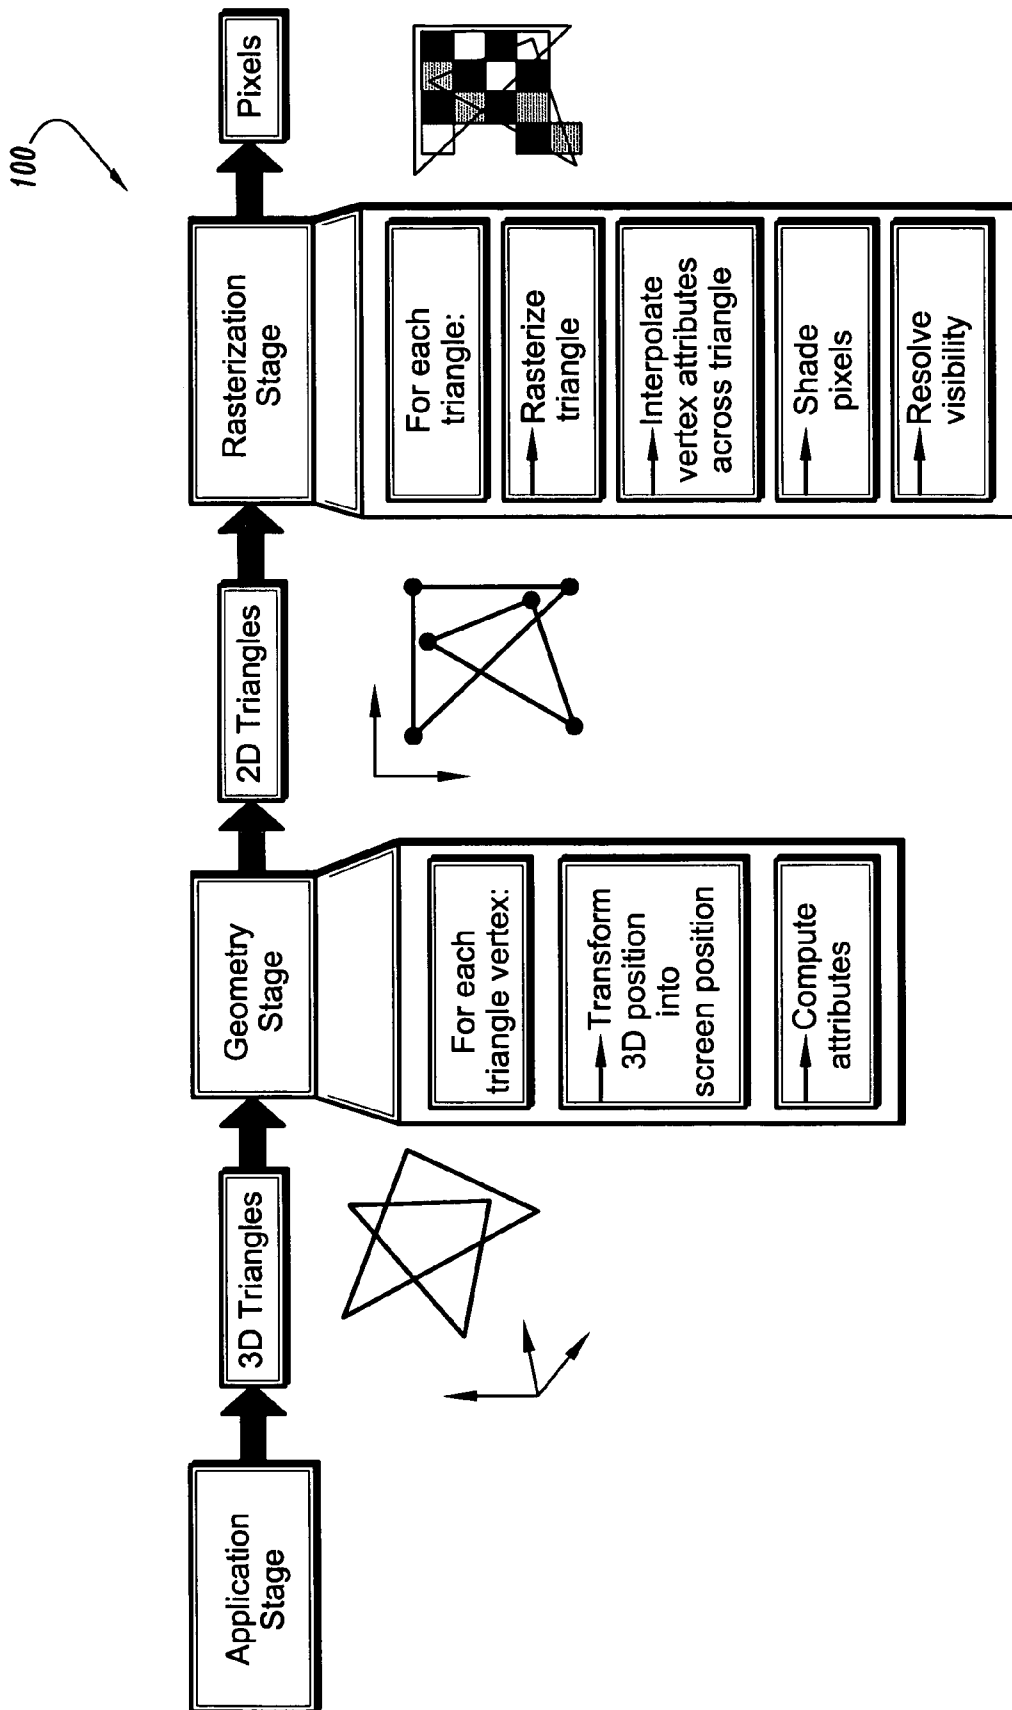 100
Application
Stage
3D Triangles
Geometry
Stage
2D Triangles
Rasterization
Stage
Pixels
For each
triangle vertex:
Transform
3D position
into
screen position
Compute
attributes
For each
triangle:
Rasterize
triangle
Interpolate
vertex attributes
across triangle
Shade
pixels
Resolve
visibility